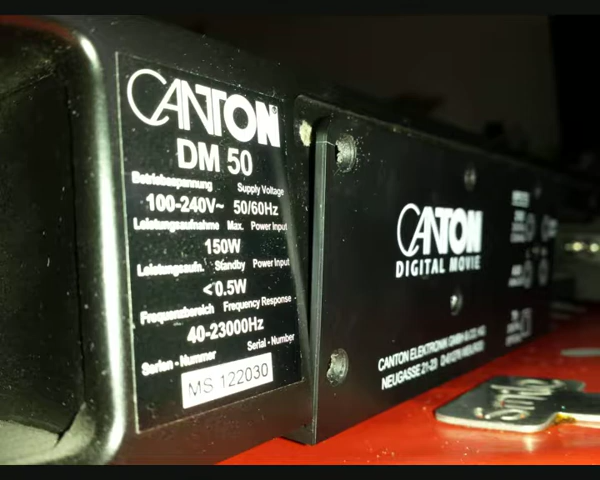 CANTON
DM 50
Betriebsspannung Supply Voltage
100-240V~ 50/60Hz
Leistungsaufnahme Max. Power Input
150W
Leistungsaufn. Standby Power Input
<0.5W
Frequenzbereich Frequency Response
40-23000Hz
Serien-Nummer Serial-Number
MS 122030
CANTON
DIGITAL MOVIE
CANTON ELEKTRONIK GMBH & CO. KG
NEUGASSE 21-23